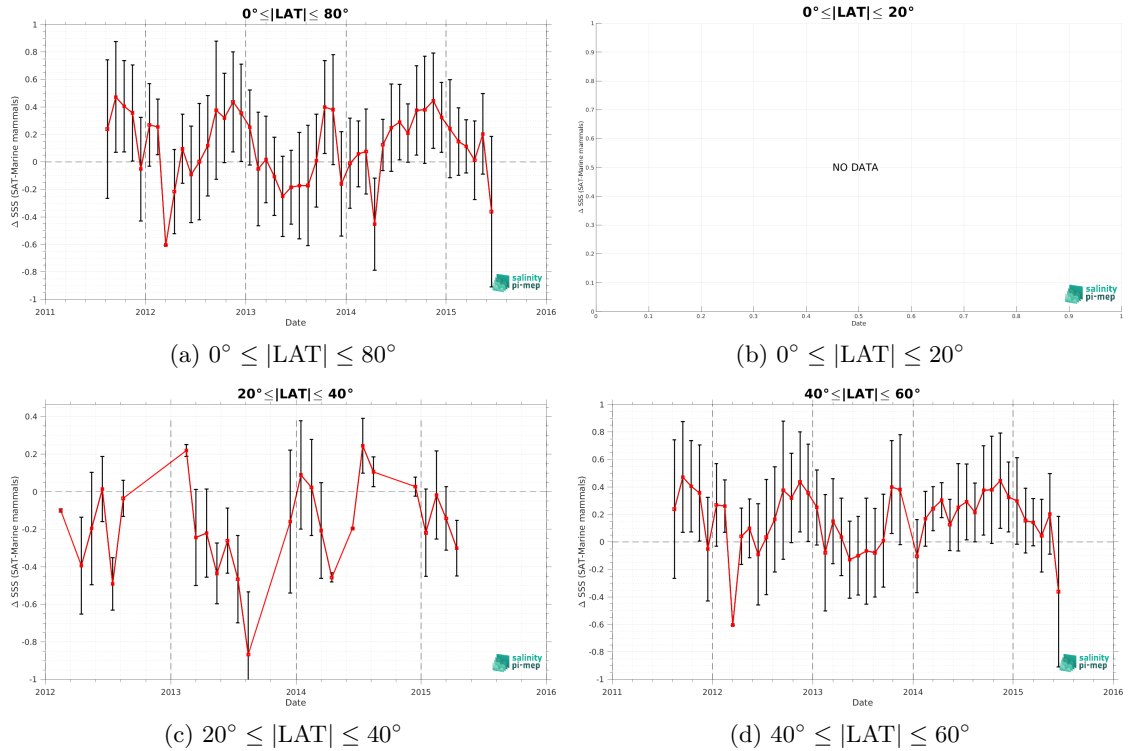 0°≤|LAT|≤ 80°
Δ SSS (SAT-Marine mammals)
1
0.8
0.6
0.4
0.2
0
-0.2
-0.4
-0.6
-0.8
-1
2011 2012 2013 2014 2015 2016
Date
salinity
pi-mep
(a) 0° ≤ |LAT| ≤ 80°
0°≤|LAT|≤ 20°
Δ SSS (SAT-Marine mammals)
1
0.9
0.8
0.7
0.6
0.5
0.4
0.3
0.2
0.1
0
NO DATA
0 0.1 0.2 0.3 0.4 0.5 0.6 0.7 0.8 0.9 1
Date
salinity
pi-mep
(b) 0° ≤ |LAT| ≤ 20°
20°≤|LAT|≤ 40°
Δ SSS (SAT-Marine mammals)
0.4
0.2
0
-0.2
-0.4
-0.6
-0.8
-1
2012 2013 2014 2015 2016
Date
salinity
pi-mep
(c) 20° ≤ |LAT| ≤ 40°
40°≤|LAT|≤ 60°
Δ SSS (SAT-Marine mammals)
1
0.8
0.6
0.4
0.2
0
-0.2
-0.4
-0.6
-0.8
-1
2011 2012 2013 2014 2015 2016
Date
salinity
pi-mep
(d) 40° ≤ |LAT| ≤ 60°